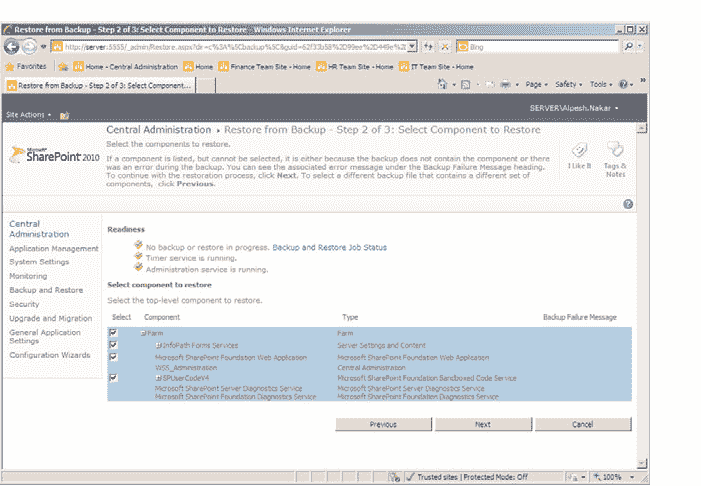 Restore from Backup - Step 2 of 3: Select Component to Restore - Windows Internet Explorer
http://server:5555/_admin/Restore.aspx?
Bing
Favorites Home - Central Administration Home Finance Team Site - Home HR Team Site - Home IT Team Site - Home
Restore from Backup - Step 2 of 3: Select Component...
Page Safety Tools
SERVER\Alpesh.Nakar
Site Actions
Microsoft SharePoint 2010
Central Administration Restore from Backup - Step 2 of 3: Select Component to Restore
Select the components to restore.
If a component is listed, but cannot be selected, it is either because the backup does not contain the component or there
was an error during the backup. You can see the associated error message under the Backup Failure Message heading.
To continue with the restoration process, click Next. To select a different backup file that contains a different set of
components, click Previous.
I Like It
Tags &
Notes
Central
Administration
Application Management
System Settings
Monitoring
Backup and Restore
Security
Upgrade and Migration
General Application
Settings
Configuration Wizards
Readiness
No backup or restore in progress. Backup and Restore Job Status
Timer service is running.
Administration service is running.
Select component to restore
Select the top-level component to restore.
Select Component Type Backup Failure Message
Farm Farm
InfoPath Forms Services Server Settings and Content
Microsoft SharePoint Foundation Web Application Microsoft SharePoint Foundation Web Application
WSS_Administration Central Administration
SPUserCodeV4 Microsoft SharePoint Foundation Sandboxed Code Service
Microsoft SharePoint Server Diagnostics Service Microsoft SharePoint Server Diagnostics Service
Microsoft SharePoint Foundation Diagnostics Service Microsoft SharePoint Foundation Diagnostics Service
Previous Next Cancel
Trusted sites | Protected Mode: Off 100%